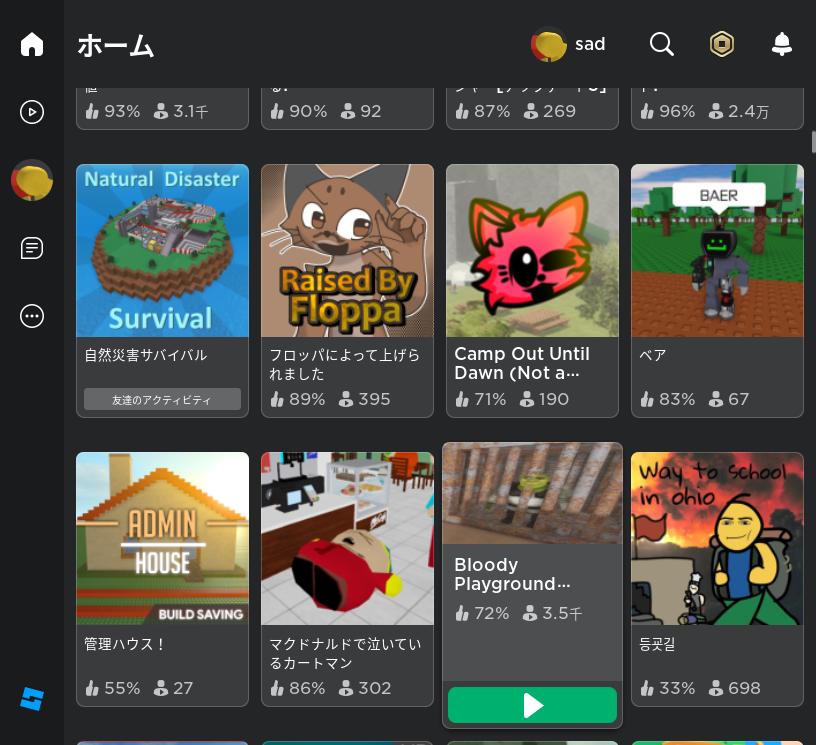 ホーム
sad
93%
3.1千
90%
92
87%
269
96%
2.4万
Natural Disaster
Survival
Raised By
Floppa
BAER
自然災害サバイバル
友達のアクティビティ
フロッパによって上げら
れました
89%
395
Camp Out Until
Dawn (Not a…
71%
190
ベア
83%
67
ADMIN
HOUSE
BUILD SAVING
Way to school
in ohio
管理ハウス！
55%
27
マクドナルドで泣いてい
るカートマン
86%
302
Bloody
Playground…
72%
3.5千
등굣길
33%
698